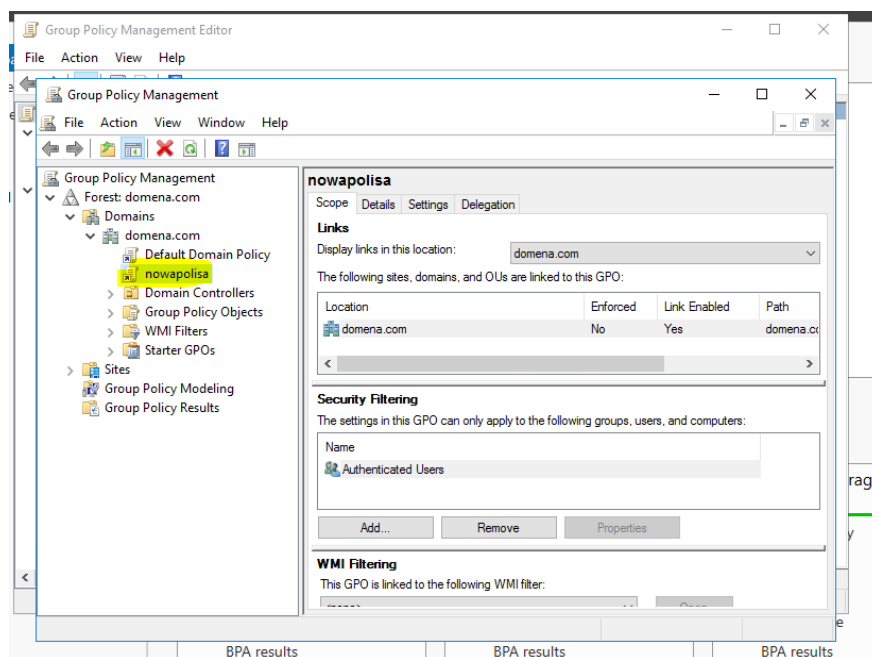 Group Policy Management Editor
File Action View Help
Group Policy Management
File Action View Window Help
Group Policy Management
Forest: domena.com
Domains
domena.com
Default Domain Policy
nowapolisa
Domain Controllers
Group Policy Objects
WMI Filters
Starter GPOs
Sites
Group Policy Modeling
Group Policy Results
nowapolisa
Scope Details Settings Delegation
Links
Display links in this location: domena.com
The following sites, domains, and OUs are linked to this GPO:
Location Enforced Link Enabled Path
domena.com No Yes domena.co
Security Filtering
The settings in this GPO can only apply to the following groups, users, and computers:
Name
Authenticated Users
Add... Remove Properties
WMI Filtering
This GPO is linked to the following WMI filter:
rag
y
e
BPA results BPA results BPA results